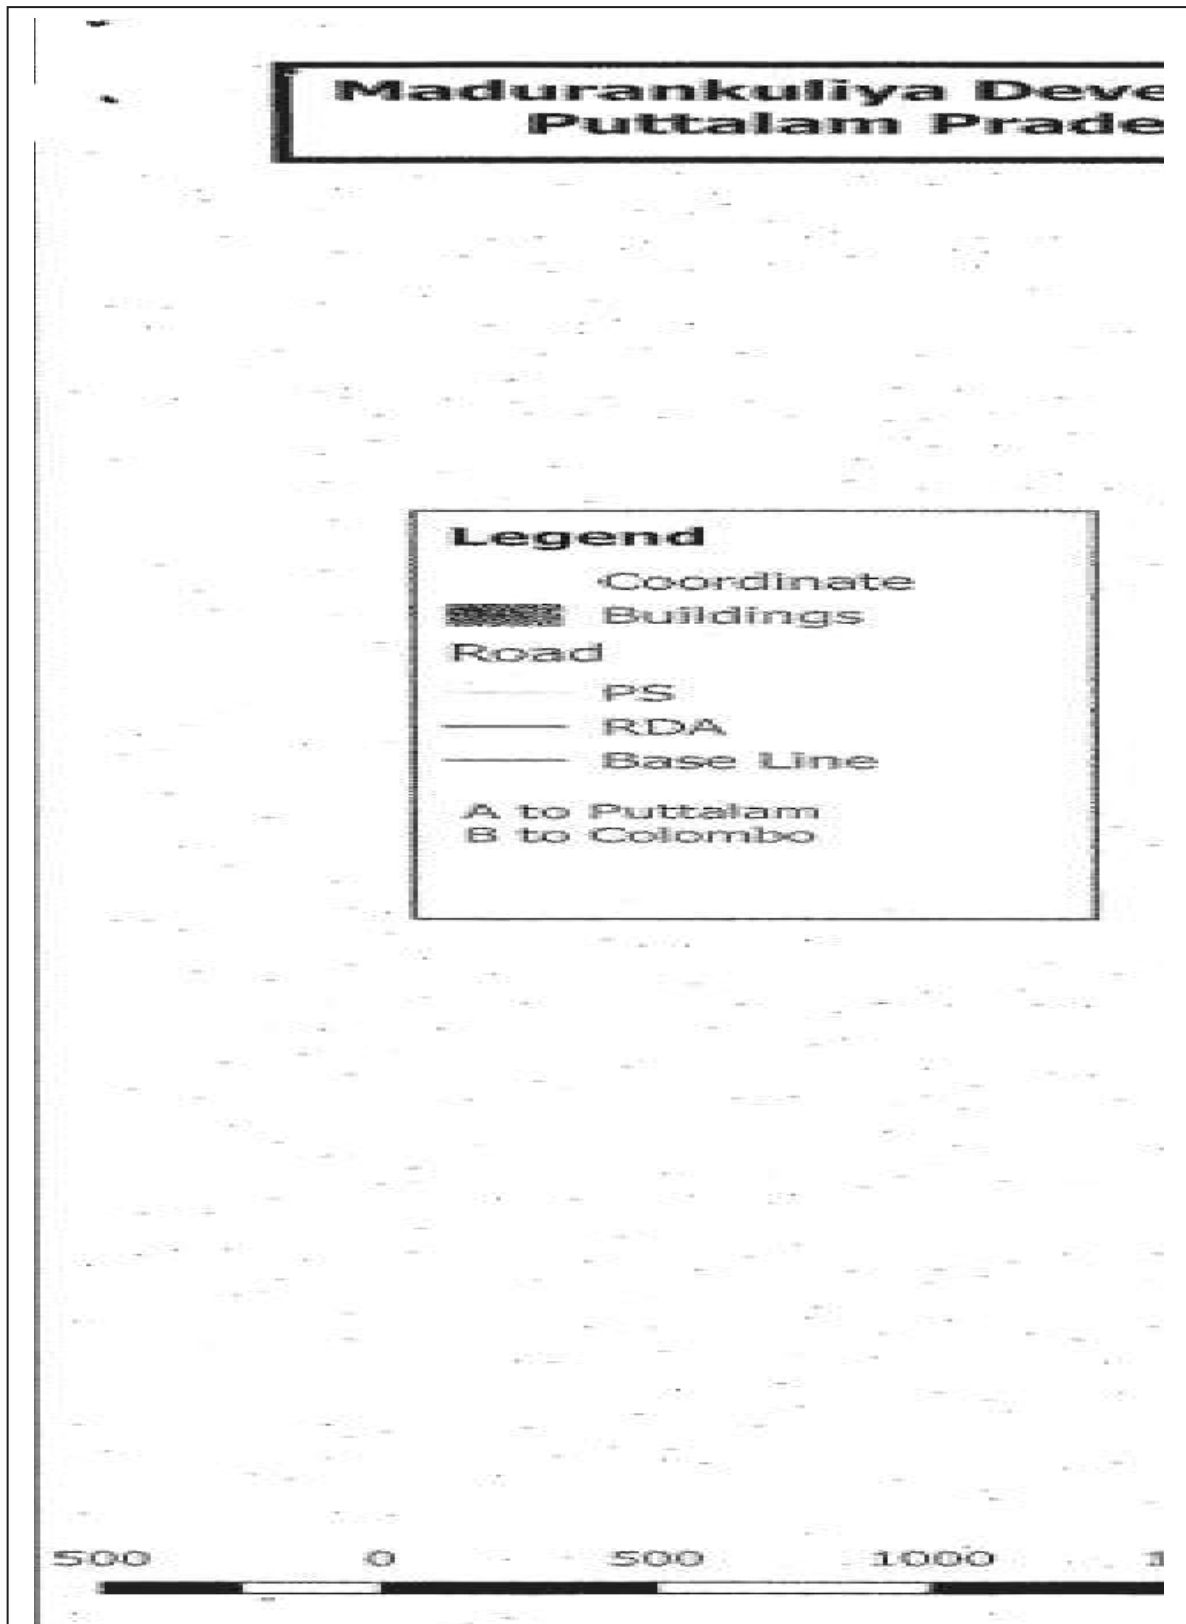 Madurankuliya Deve
Puttalam Prade
Legend
Coordinate
Buildings
Road
PS
RDA
Base Line
A to Puttalam
B to Colombo
500 0 500 1000 1